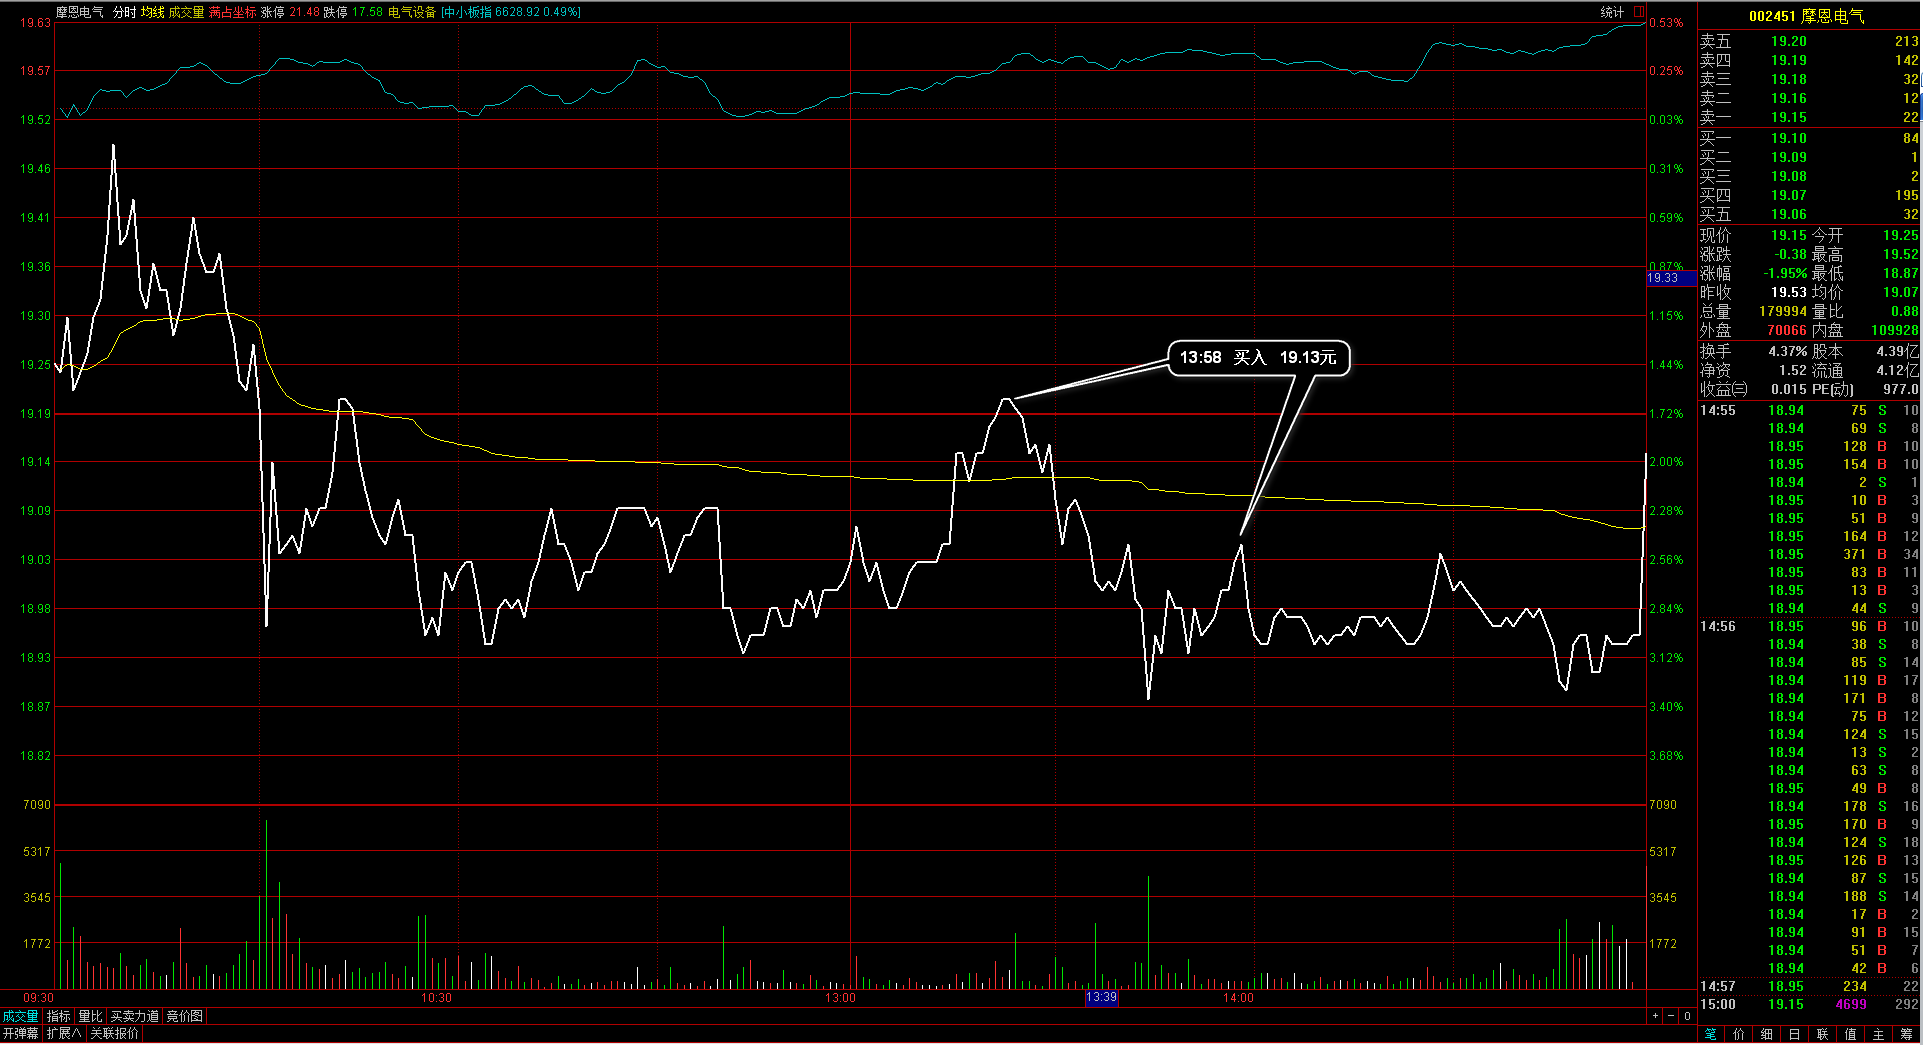 摩恩电气 分时 均线 成交量 满占坐标 涨停 21.48 跌停 17.58 电气设备 [中小板指 6628.92 0.49%] 统计
19.63 0.53%
19.57 0.25%
19.52 0.03%
19.46 0.31%
19.41 0.59%
19.36 0.87%
19.33
19.30 1.15%
19.25 1.44%
19.19 1.72%
19.14 2.00%
19.09 2.28%
19.03 2.56%
18.98 2.84%
18.93 3.12%
18.87 3.40%
18.82 3.68%
7090 7090
5317 5317
3545 3545
1772 1772
13:58 买入 19.13元
09:30 10:30 13:00 13:39 14:00
成交量 指标 量比 买卖力道 竞价图 + - 0
开弹幕 扩展∧ 关联报价
002451 摩恩电气
卖五 19.20 213
卖四 19.19 142
卖三 19.18 32
卖二 19.16 12
卖一 19.15 22
买一 19.10 84
买二 19.09 1
买三 19.08 2
买四 19.07 195
买五 19.06 32
现价 19.15 今开 19.25
涨跌 -0.38 最高 19.52
涨幅 -1.95% 最低 18.87
昨收 19.53 均价 19.07
总量 179994 量比 0.88
外盘 70066 内盘 109928
换手 4.37% 股本 4.39亿
净资 1.52 流通 4.12亿
收益㈢ 0.015 PE(动) 977.0
14:55 18.94 75 S 10
18.94 69 S 8
18.95 128 B 10
18.95 154 B 10
18.94 2 S 1
18.95 10 B 3
18.95 51 B 9
18.95 164 B 12
18.95 371 B 34
18.95 83 B 11
18.95 13 B 3
18.94 44 S 9
14:56 18.95 96 B 10
18.94 38 S 8
18.94 85 S 14
18.94 119 B 17
18.94 171 B 8
18.94 75 B 12
18.94 124 S 15
18.94 13 S 2
18.94 63 S 8
18.95 49 B 8
18.94 178 S 16
18.95 170 B 9
18.94 124 S 18
18.95 126 B 13
18.94 87 S 15
18.94 188 S 14
18.94 17 B 2
18.94 91 B 15
18.94 51 B 7
18.94 42 B 6
14:57 18.95 234 22
15:00 19.15 4699 292
笔 价 细 日 联 值 主 筹